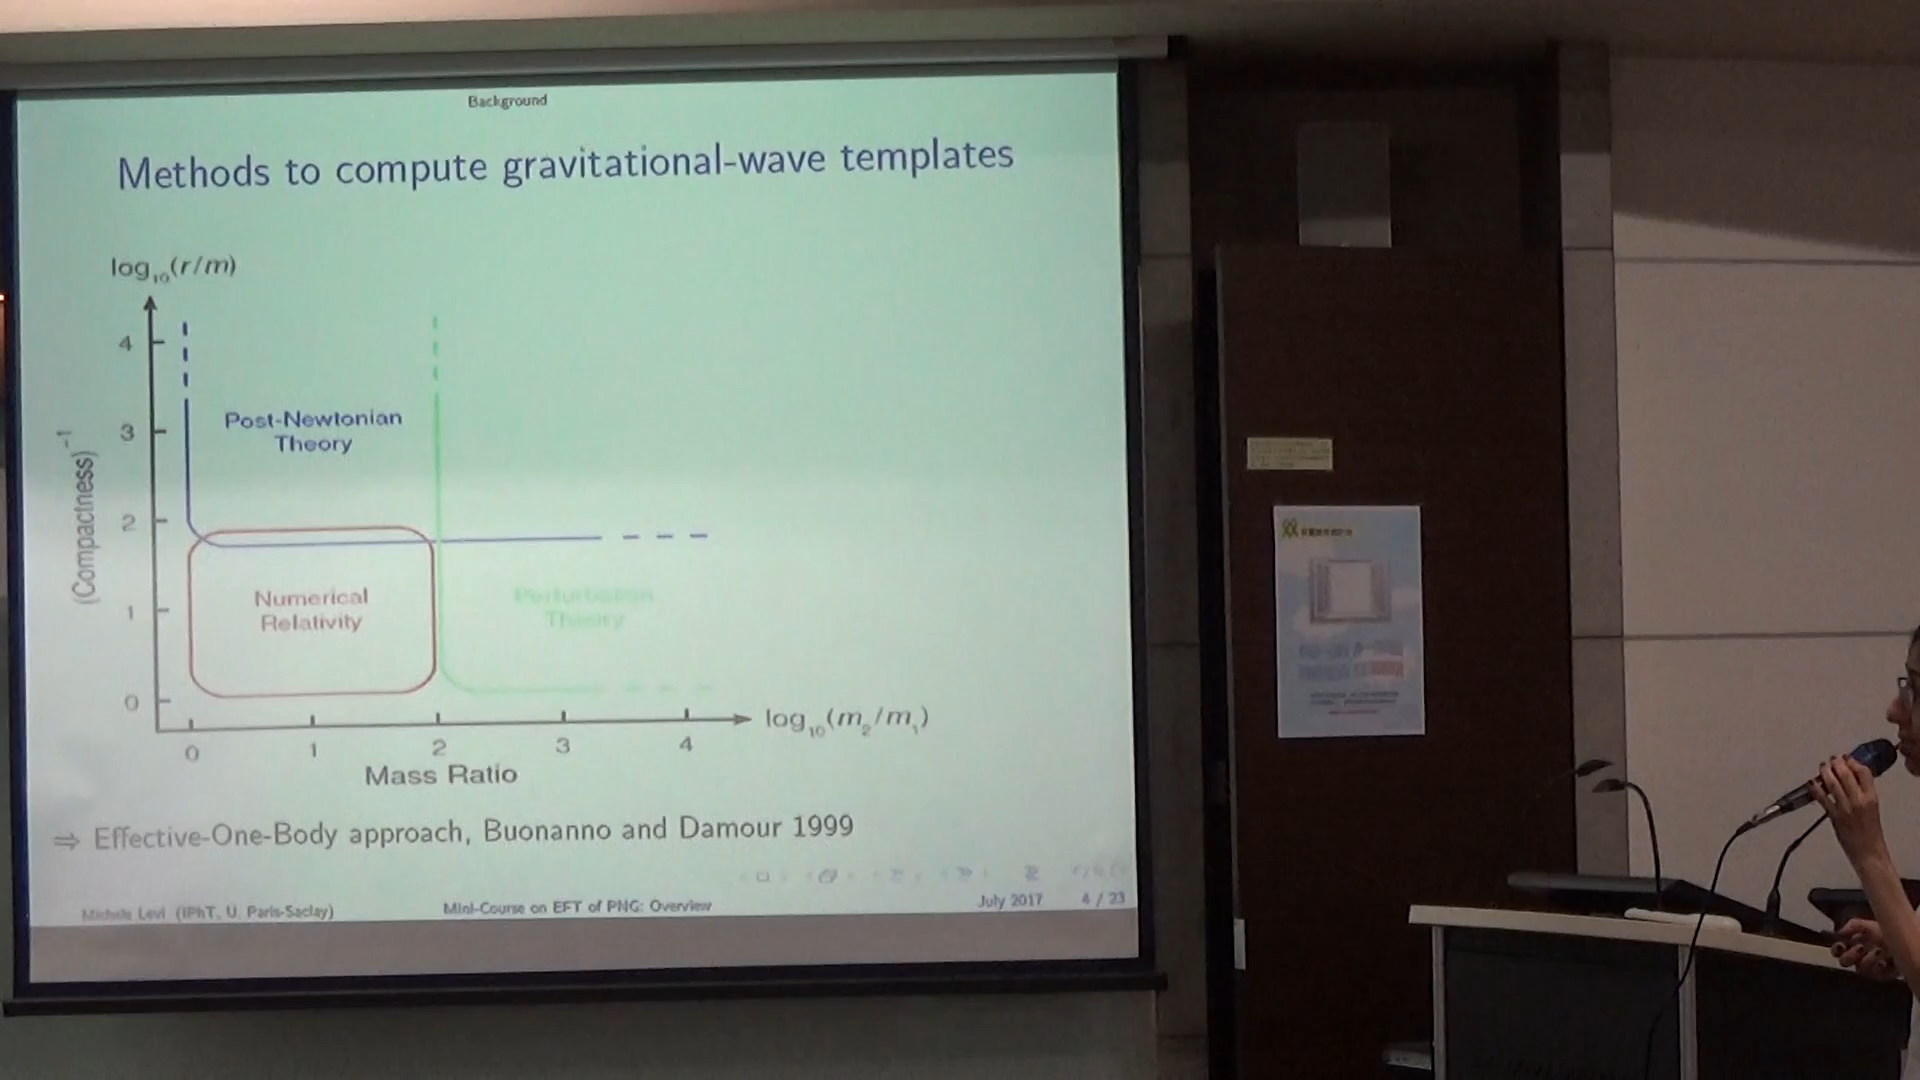 Background
Methods to compute gravitational-wave templates
log₁₀(r/m)
4
3
2
1
0
(Compactness)⁻¹
Post-Newtonian
Theory
Numerical
Relativity
Perturbation
Theory
0 1 2 3 4
log₁₀(m₂/m₁)
Mass Ratio
⇒ Effective-One-Body approach, Buonanno and Damour 1999
Michele Levi (IPhT, U. Paris-Saclay) Mini-Course on EFT of PNG: Overview July 2017 4 / 23